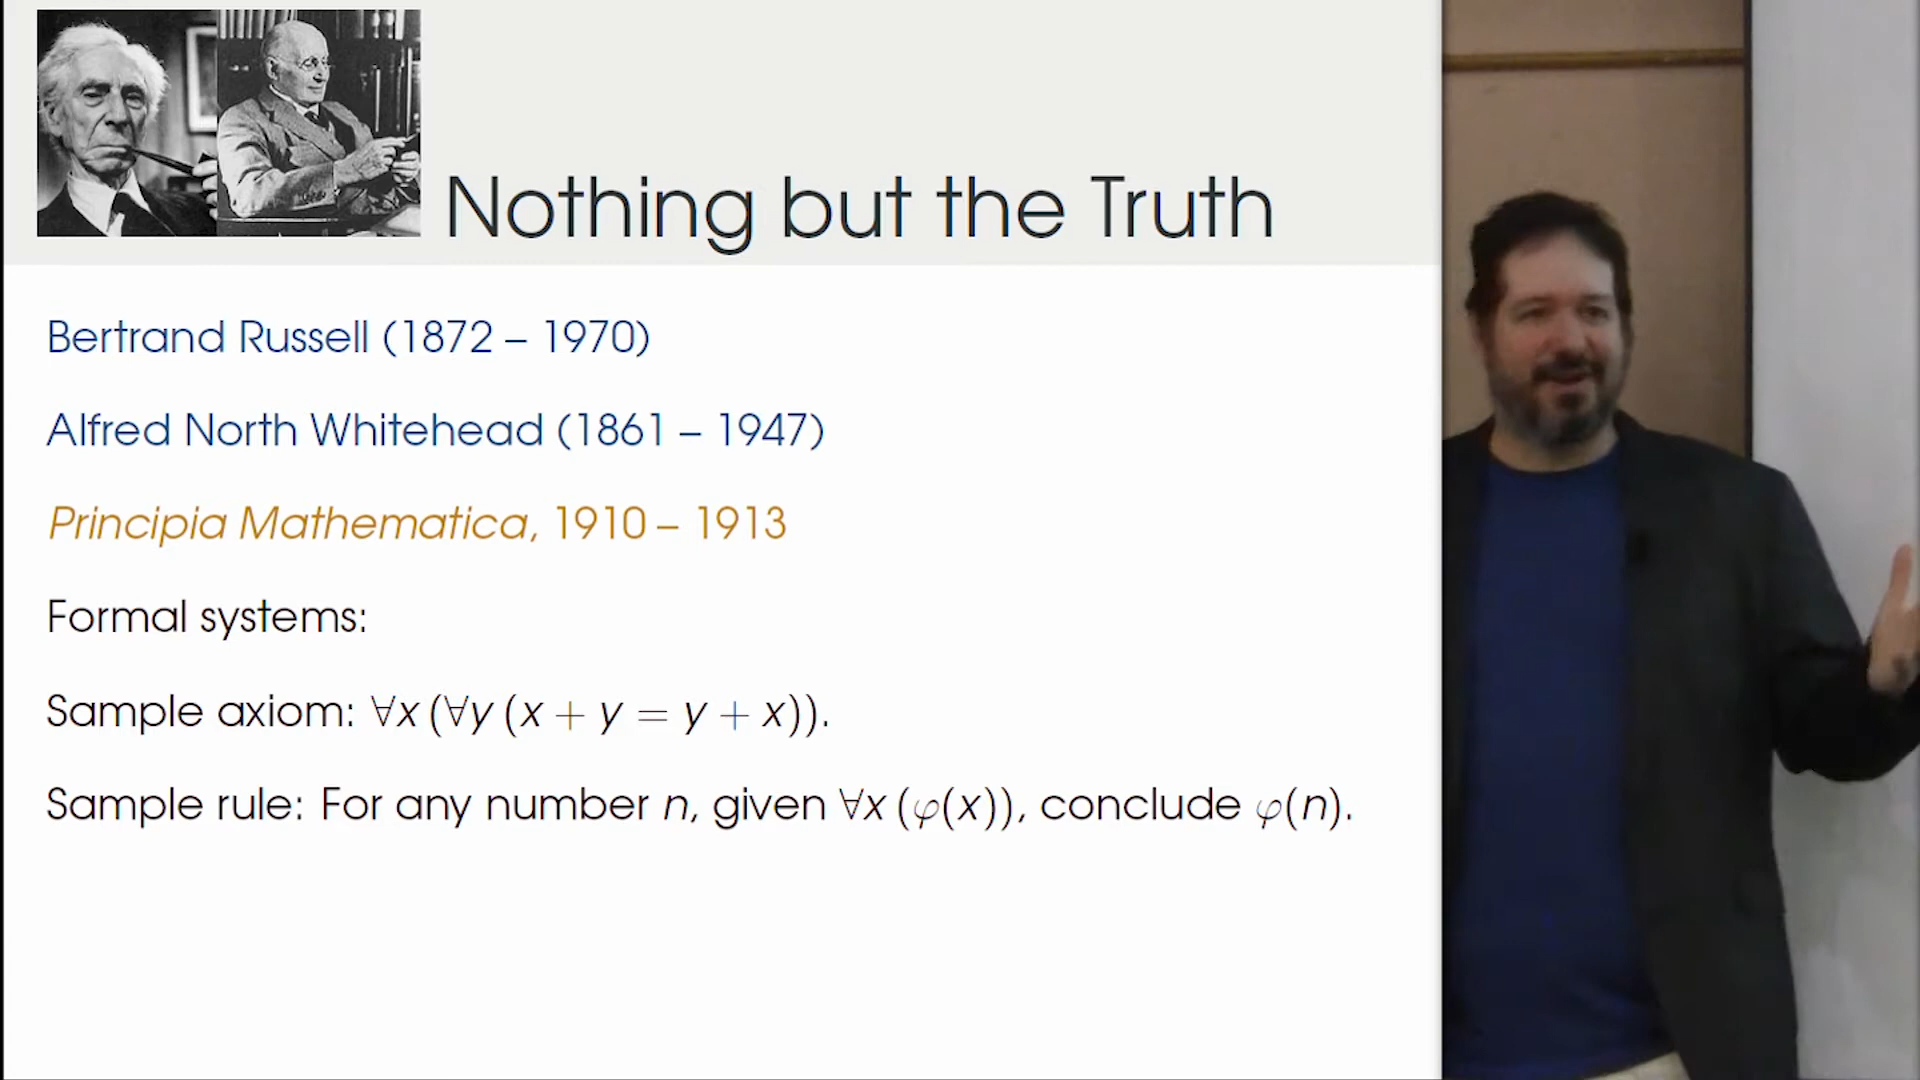 Nothing but the Truth
Bertrand Russell (1872 – 1970)
Alfred North Whitehead (1861 – 1947)
Principia Mathematica, 1910 – 1913
Formal systems:
Sample axiom: ∀x (∀y (x + y = y + x)).
Sample rule: For any number n, given ∀x (φ(x)), conclude φ(n).